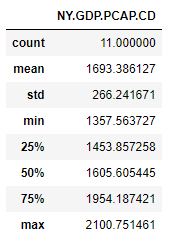 NY.GDP.PCAP.CD
count 11.000000
mean 1693.386127
std 266.241671
min 1357.563727
25% 1453.857258
50% 1605.605445
75% 1954.187421
max 2100.751461